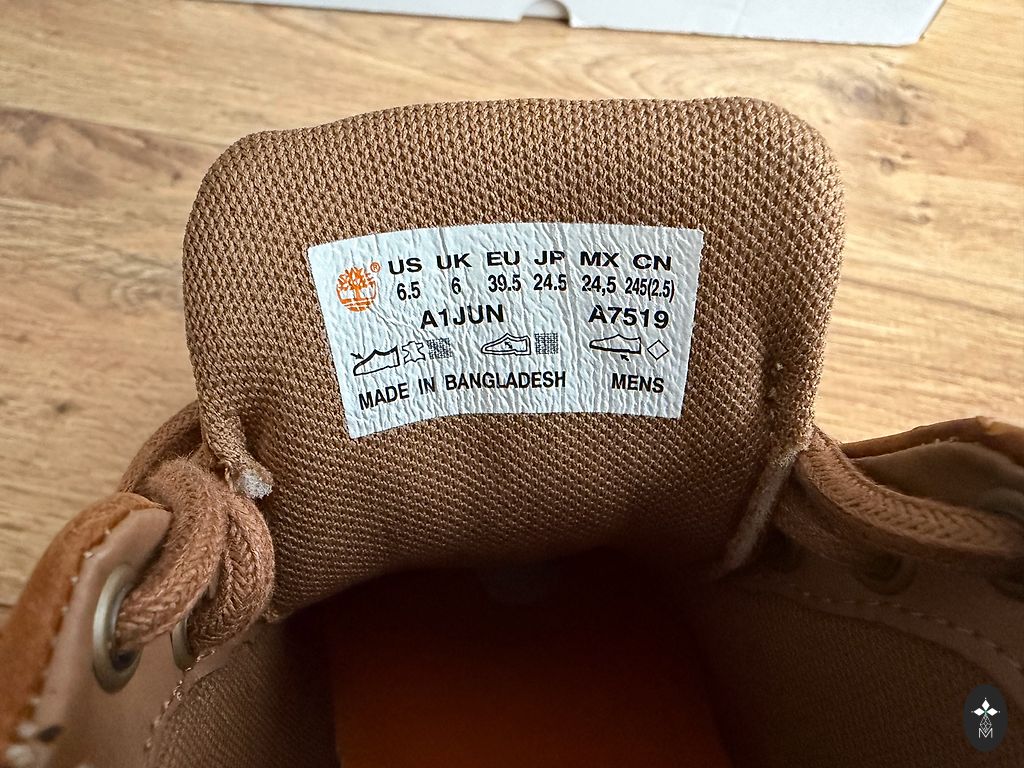 US UK EU JP MX CN
6.5 6 39.5 24.5 24,5 245(2.5)
A1JUN A7519
MADE IN BANGLADESH MENS
®
M